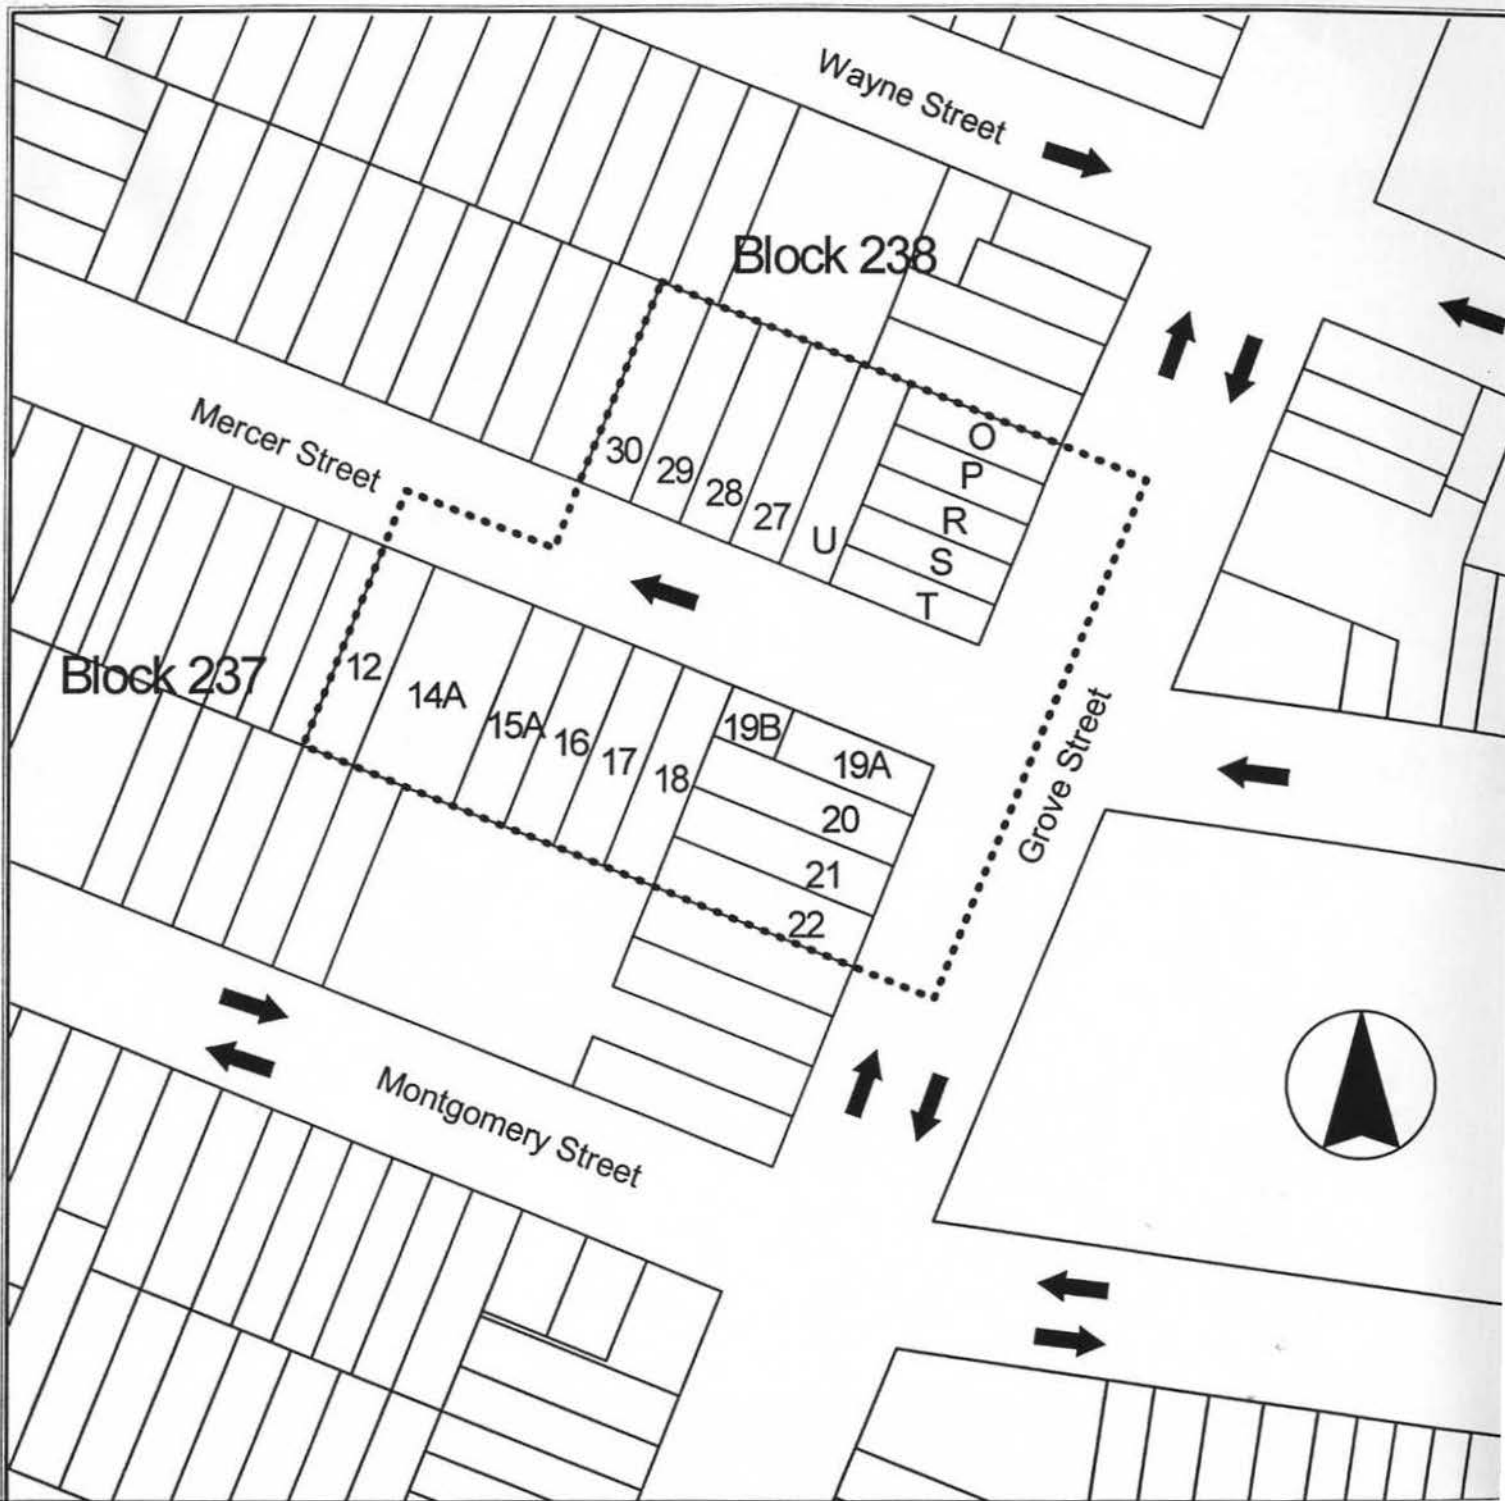 Wayne Street
Block 238
Mercer Street
30
29
28
27
U
O
P
R
S
T
Block 237
12
14A
15A
16
17
18
19B
19A
20
21
22
Grove Street
Montgomery Street